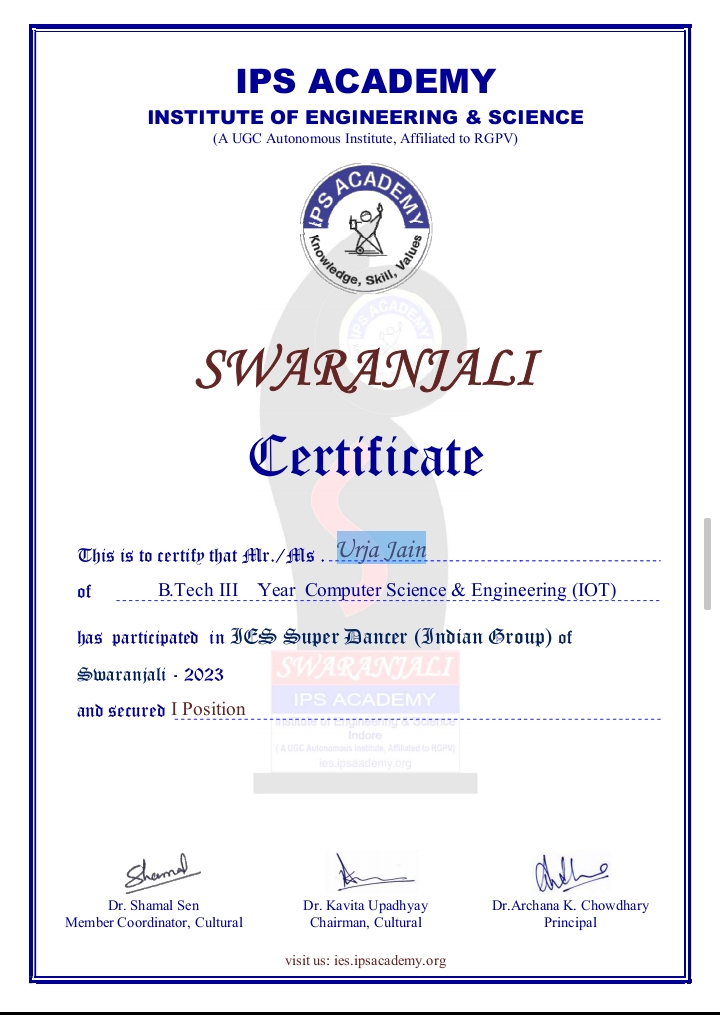 IPS ACADEMY
INSTITUTE OF ENGINEERING & SCIENCE
(A UGC Autonomous Institute, Affiliated to RGPV)
IPS ACADEMY
Knowledge, Skill, Values
IPS ACADEMY
SWARANJALI
Certificate
This is to certify that Mr./Ms . Urja Jain
of B.Tech III Year Computer Science & Engineering (IOT)
has participated in IES Super Dancer (Indian Group) of
Swaranjali - 2023
SWARANJALI
IPS ACADEMY
and secured I Position
Institute of Engineering & Science
Indore
( A UGC Autonomous Institute, Affiliated to RGPV)
ies.ipsaademy.org
Shamal
Dr. Shamal Sen
Member Coordinator, Cultural
Dr. Kavita Upadhyay
Chairman, Cultural
Dr.Archana K. Chowdhary
Principal
visit us: ies.ipsacademy.org